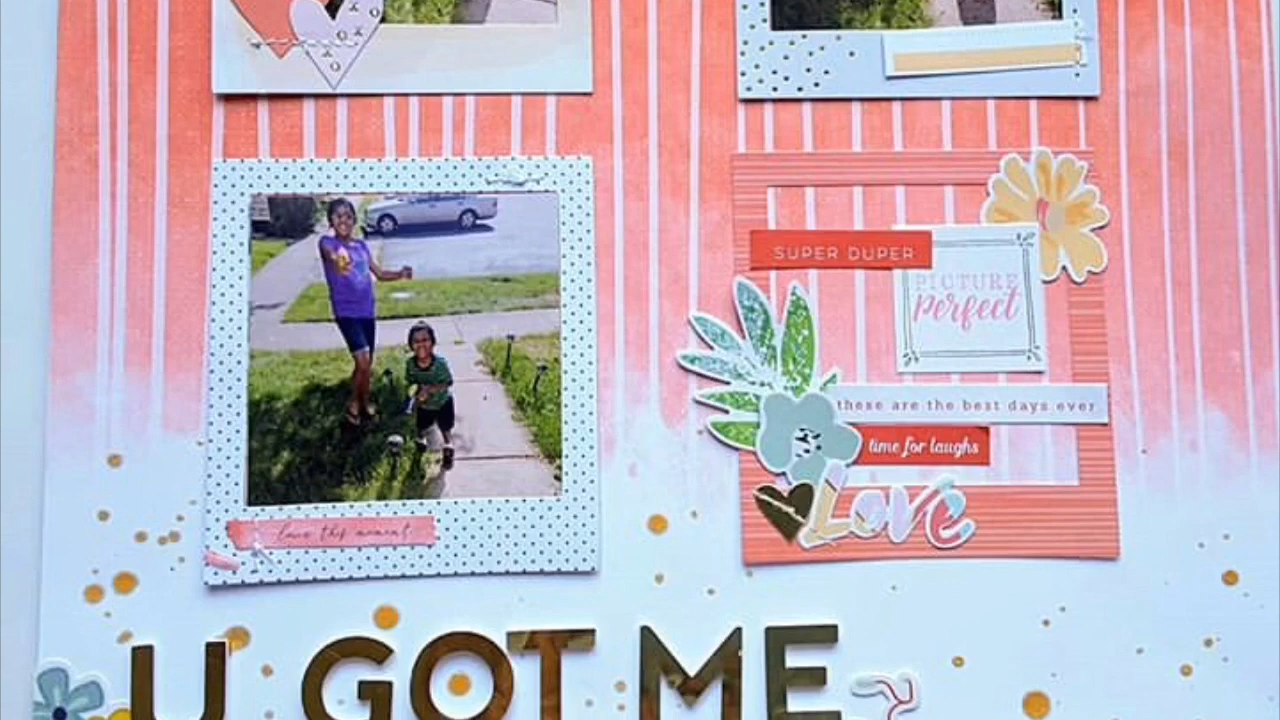 XOXO
SUPER DUPER
PICTURE
perfect
these are the best days ever
time for laughs
Love
love this moment
U GOT ME